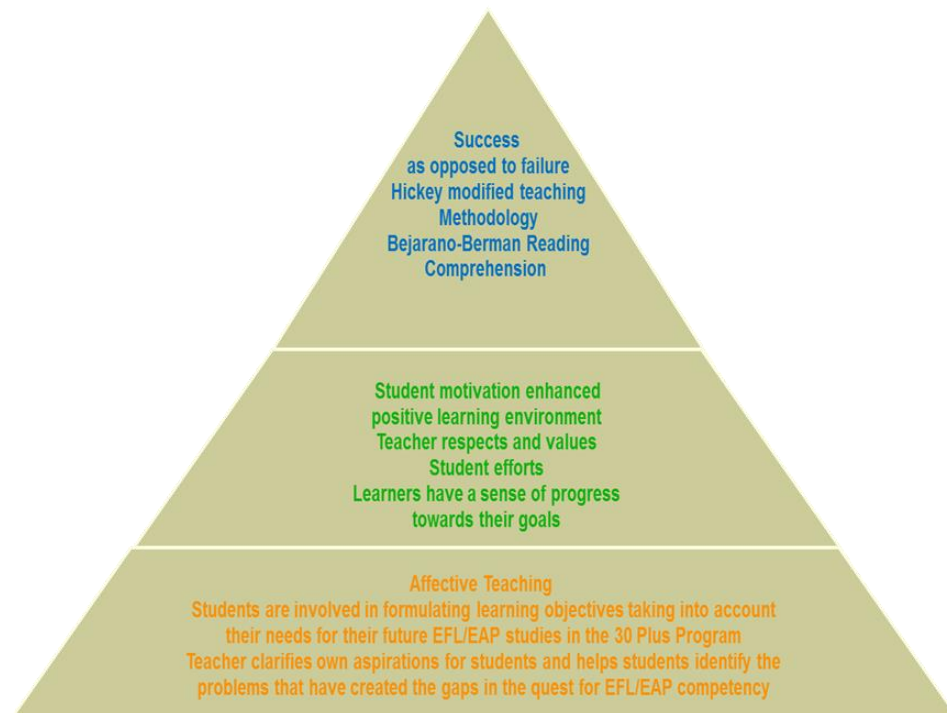 Success
as opposed to failure
Hickey modified teaching
Methodology
Bejarano-Berman Reading
Comprehension
Student motivation enhanced
positive learning environment
Teacher respects and values
Student efforts
Learners have a sense of progress
towards their goals
Affective Teaching
Students are involved in formulating learning objectives taking into account
their needs for their future EFL/EAP studies in the 30 Plus Program
Teacher clarifies own aspirations for students and helps students identify the
problems that have created the gaps in the quest for EFL/EAP competency